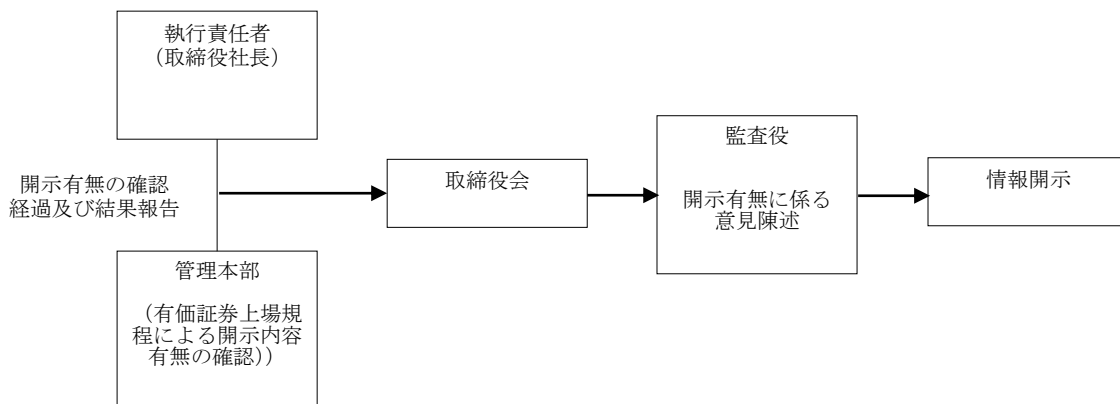 執行責任者
（取締役社長）
開示有無の確認
経過及び結果報告
管理本部
（有価証券上場規
程による開示内容
有無の確認））
取締役会
監査役
開示有無に係る
意見陳述
情報開示